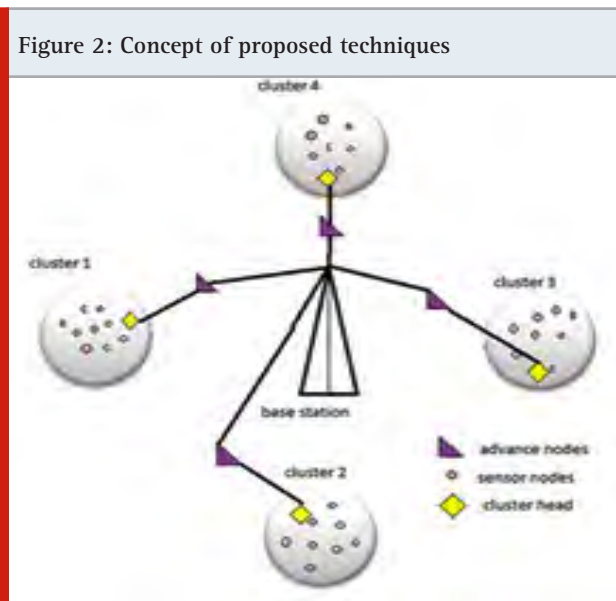 Figure 2: Concept of proposed techniques
cluster 4
cluster 1
cluster 3
base station
cluster 2
advance nodes
sensor nodes
cluster head